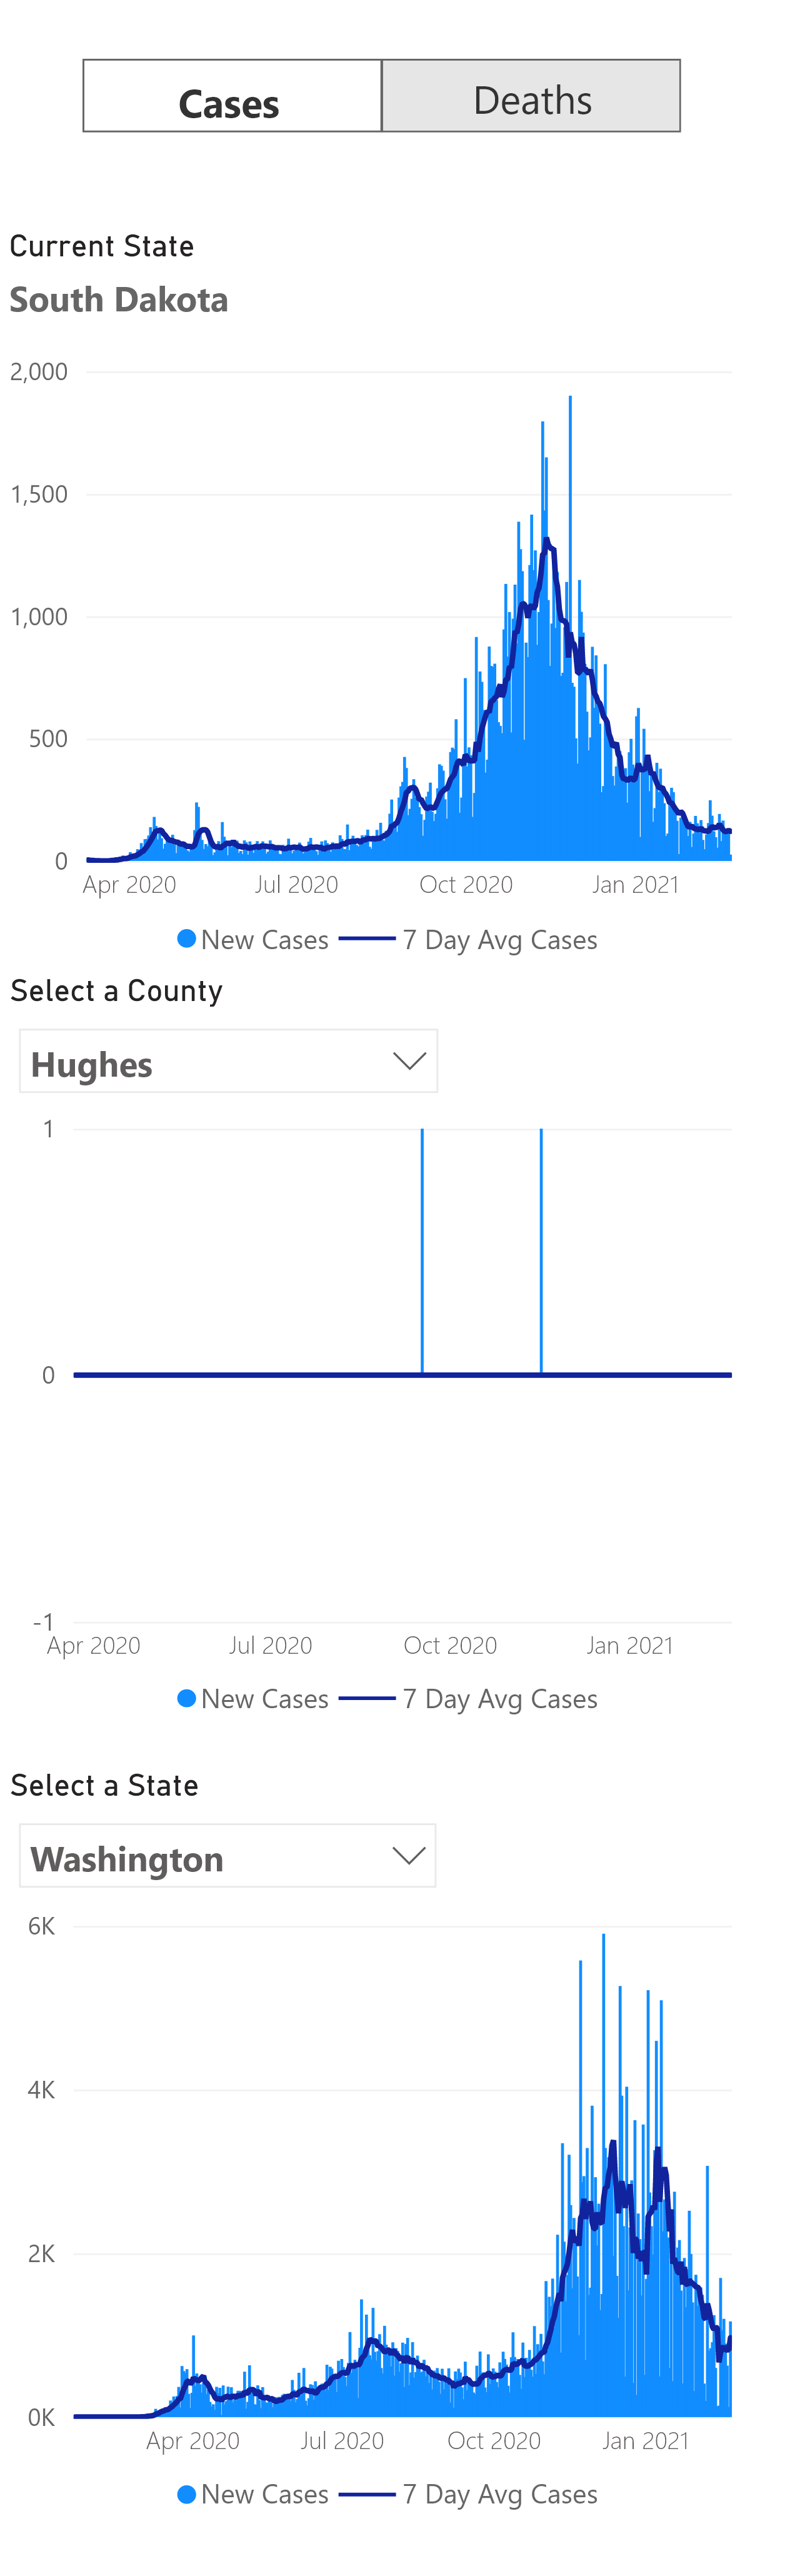 Cases Deaths
Current State
South Dakota
2,000
1,500
1,000
500
0
Apr 2020 Jul 2020 Oct 2020 Jan 2021
New Cases 7 Day Avg Cases
Select a County
Hughes
1
0
-1
Apr 2020 Jul 2020 Oct 2020 Jan 2021
New Cases 7 Day Avg Cases
Select a State
Washington
6K
4K
2K
0K
Apr 2020 Jul 2020 Oct 2020 Jan 2021
New Cases 7 Day Avg Cases